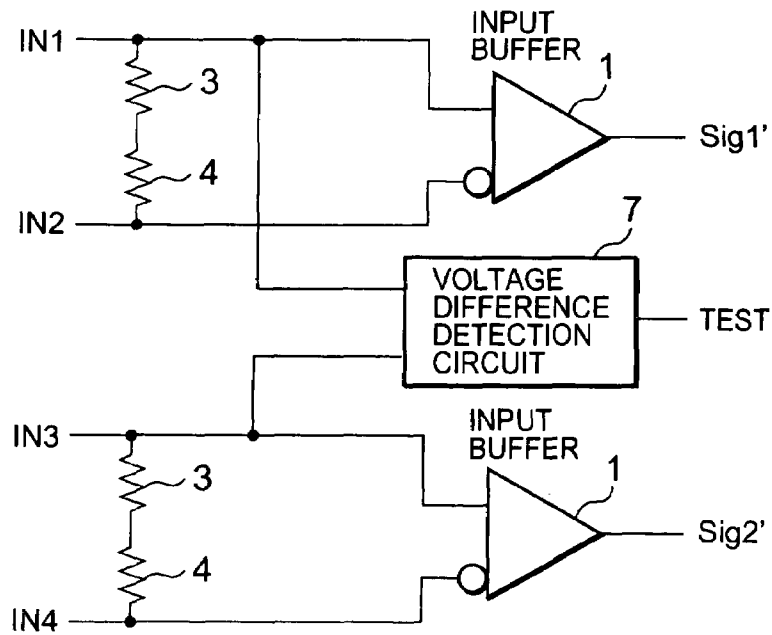 IN1
3
4
IN2
INPUT
BUFFER
1
Sig1'
7
VOLTAGE
DIFFERENCE
DETECTION
CIRCUIT
TEST
IN3
3
4
IN4
INPUT
BUFFER
1
Sig2'